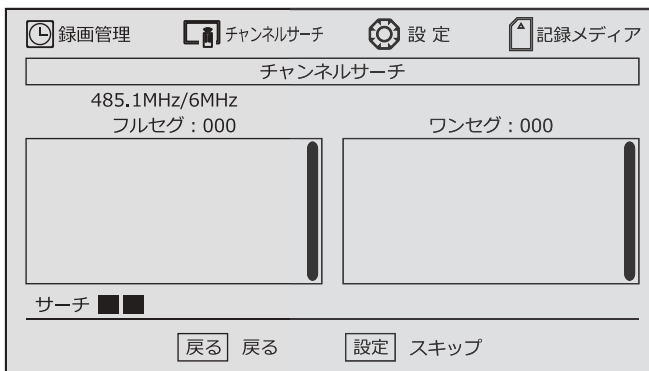 録画管理 チャンネルサーチ 設 定 記録メディア
チャンネルサーチ
485.1MHz/6MHz
フルセグ：000 ワンセグ：000
サーチ
戻る 戻る 設定 スキップ